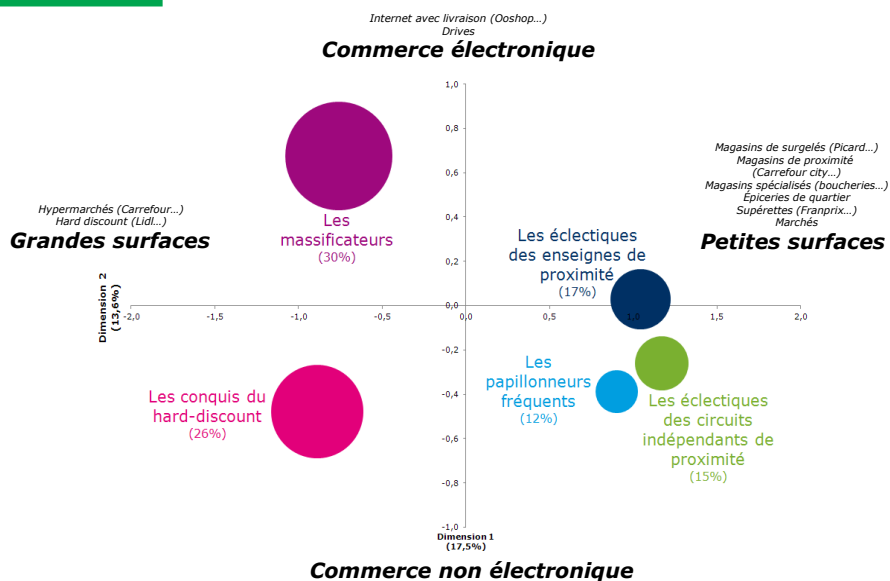 Internet avec livraison (Ooshop…)
Drives
Commerce électronique
1,0
0,8
0,6
0,4
0,2
0,0
-0,2
-0,4
-0,6
-0,8
-1,0
Magasins de surgelés (Picard…)
Magasins de proximité
(Carrefour city…)
Magasins spécialisés (boucheries…)
Épiceries de quartier
Supérettes (Franprix…)
Marchés
Petites surfaces
Hypermarchés (Carrefour…)
Hard discount (Lidl…)
Grandes surfaces
Les
massificateurs
(30%)
Les éclectiques
des enseignes de
proximité
(17%)
Dimension 2
(13,6%)
-2,0
-1,5
-1,0
-0,5
0,5
1,0
1,5
2,0
Les conquis du
hard-discount
(26%)
Les
papillonneurs
fréquents
(12%)
Les éclectiques
des circuits
indépendants de
proximité
(15%)
Dimension 1
(17,5%)
Commerce non électronique